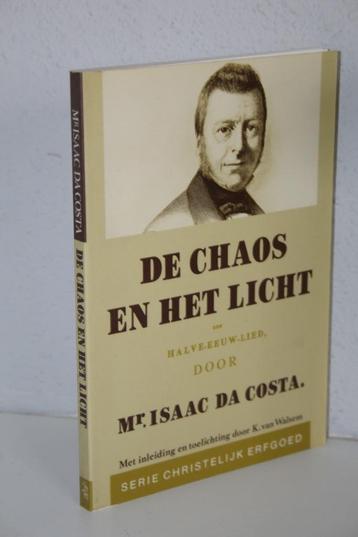 Mr ISAAC DA COSTA
DE CHAOS EN HET LICHT
DE CHAOS
EN HET LICHT
HALVE-EEUW-LIED,
DOOR
Mr. ISAAC DA COSTA.
Met inleiding en toelichting door K. van Walsem
SERIE CHRISTELIJK ERFGOED